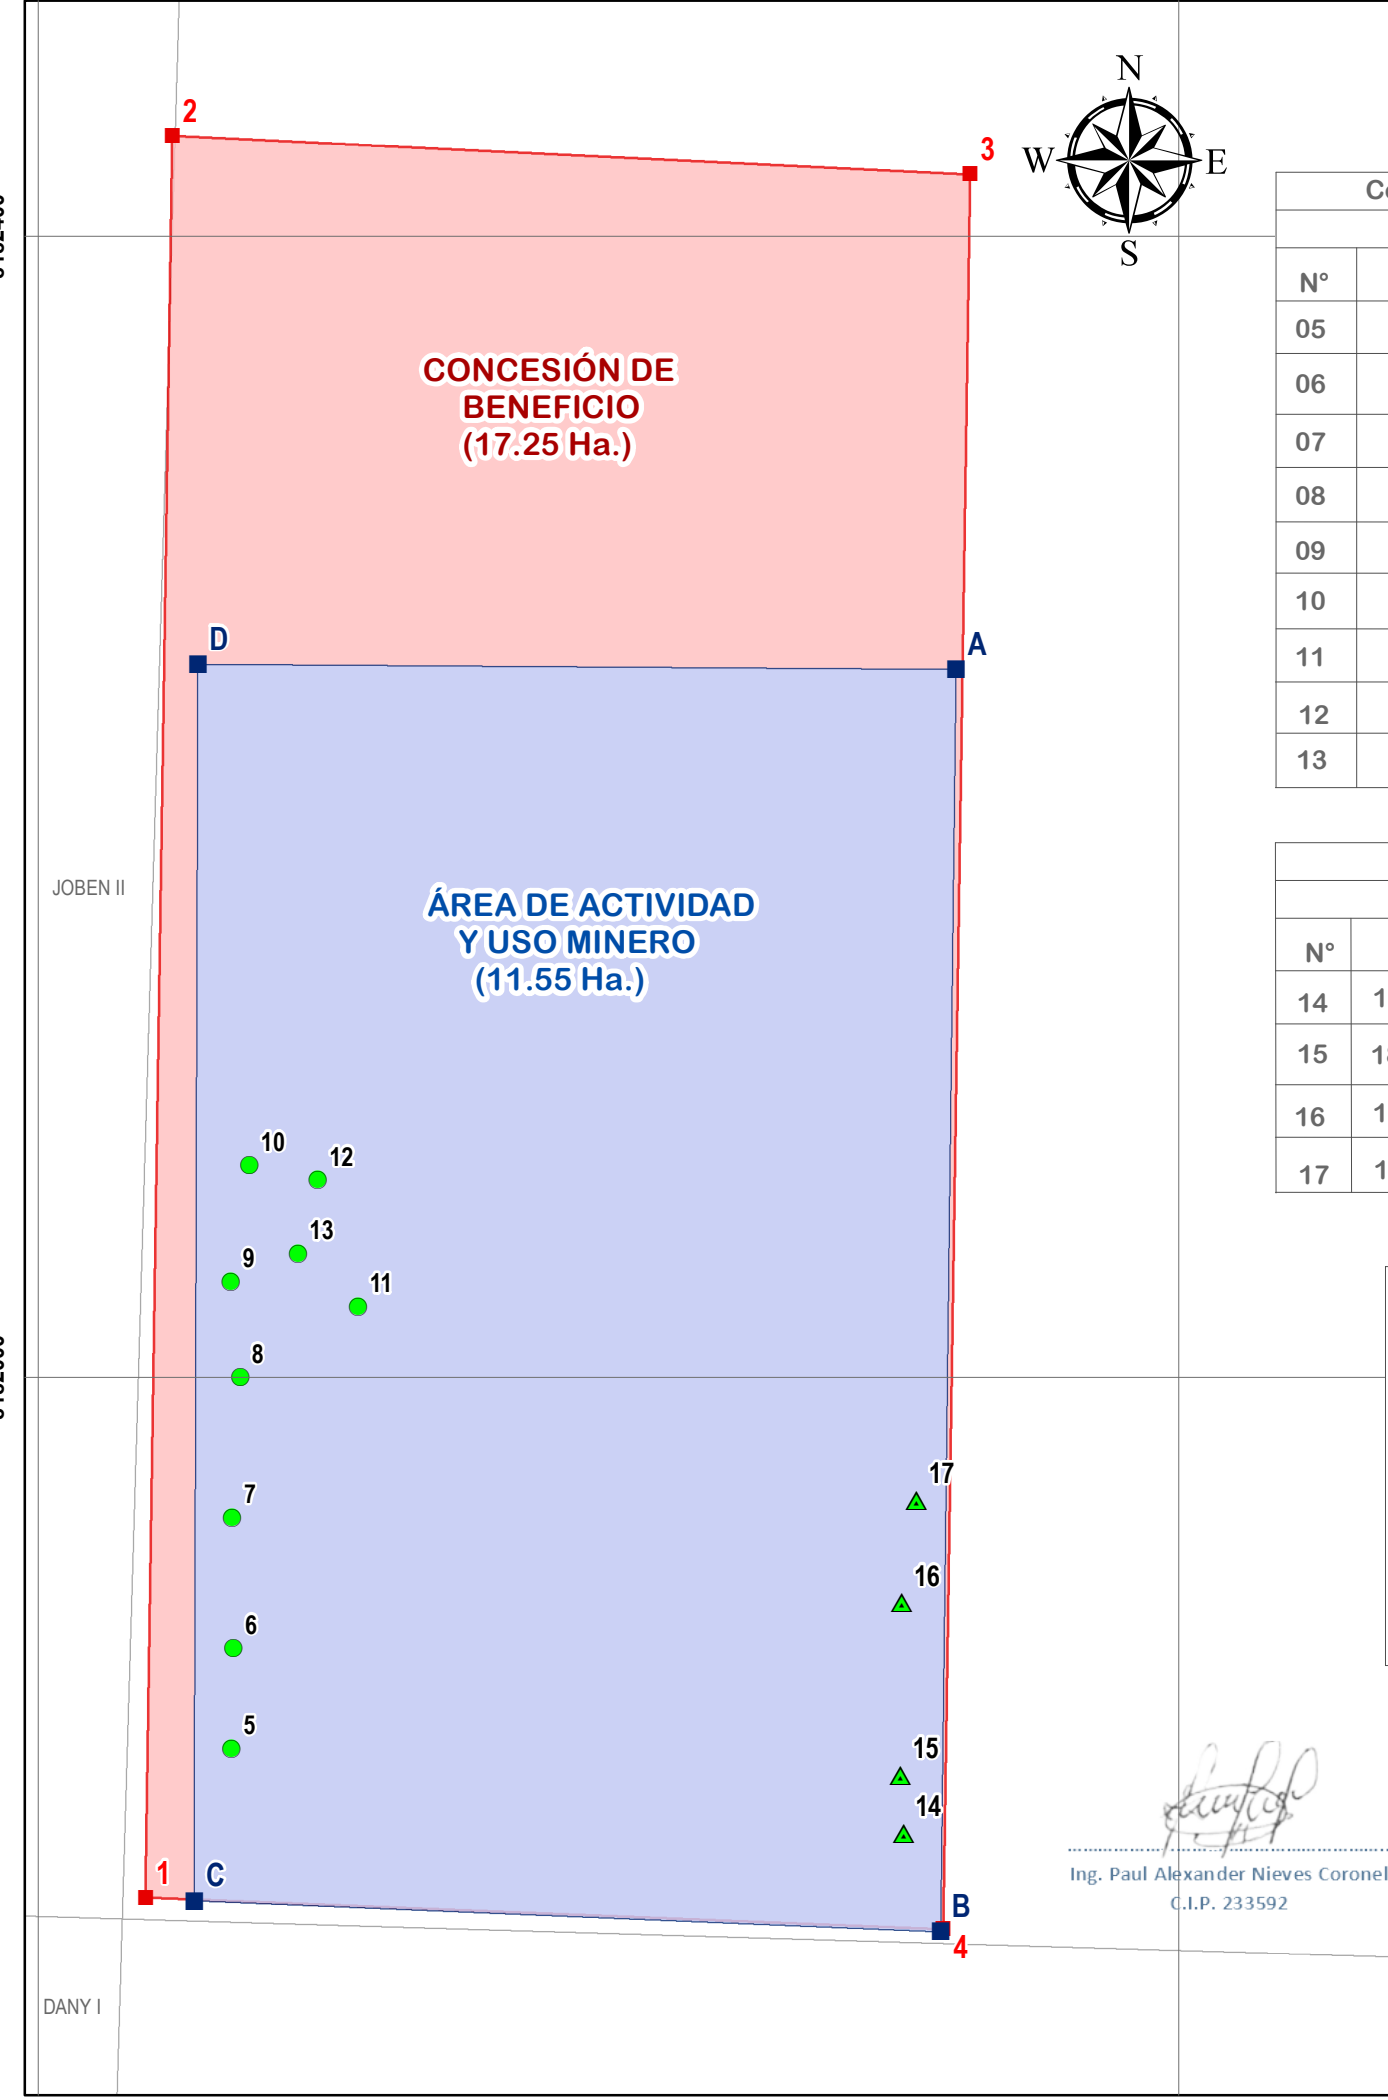 2
3
N
W
E
S
CONCESIÓN DE
BENEFICIO
(17.25 Ha.)
D
A
JOBEN II
ÁREA DE ACTIVIDAD
Y USO MINERO
(11.55 Ha.)
10
12
13
9
11
8
7
17
6
16
5
15
14
1
C
B
4
DANY I
N°
05
06
07
08
09
10
11
12
13
N°
14
15
16
17
Ing. Paul Alexander Nieves Coronel
C.I.P. 233592